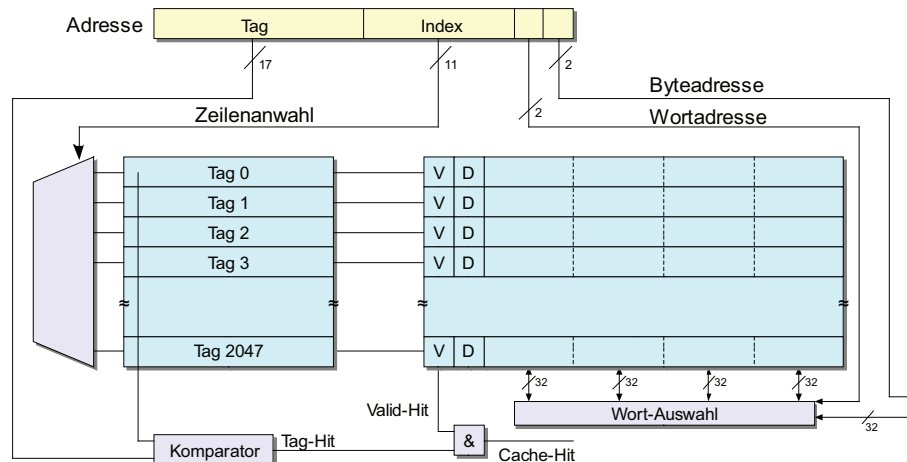 Adresse
Tag Index
17 11 2
Byteadresse
Zeilenanwahl 2 Wortadresse
Tag 0 V D
Tag 1 V D
Tag 2 V D
Tag 3 V D
≈ ≈ ≈ ≈
Tag 2047 V D
32 32 32 32
Valid-Hit Wort-Auswahl
32
Komparator Tag-Hit & Cache-Hit